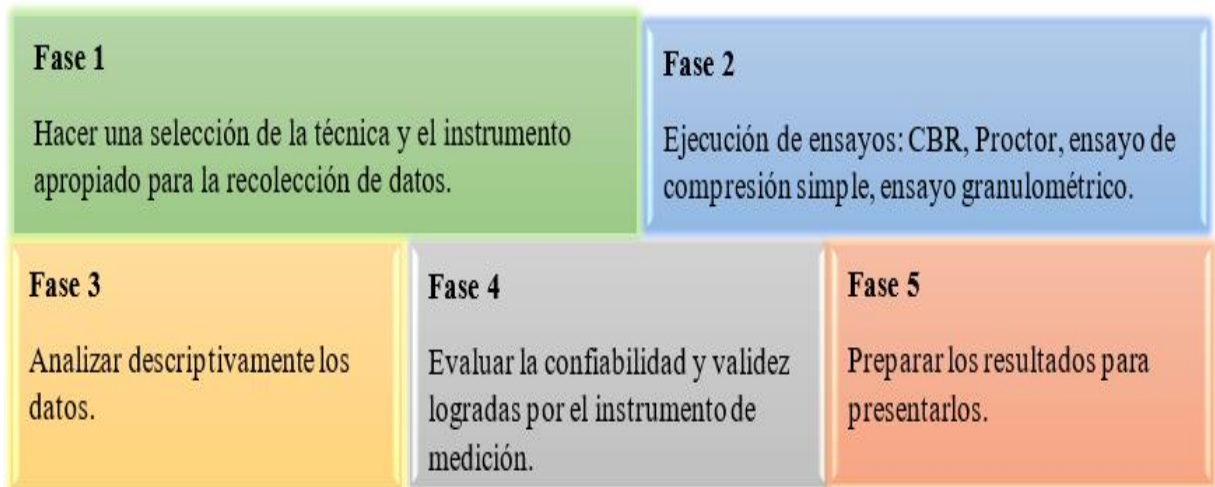 Fase 1
Hacer una selección de la técnica y el instrumento
apropiado para la recolección de datos.
Fase 2
Ejecución de ensayos: CBR, Proctor, ensayo de
compresión simple, ensayo granulométrico.
Fase 3
Analizar descriptivamente los
datos.
Fase 4
Evaluar la confiabilidad y validez
logradas por el instrumento de
medición.
Fase 5
Preparar los resultados para
presentarlos.